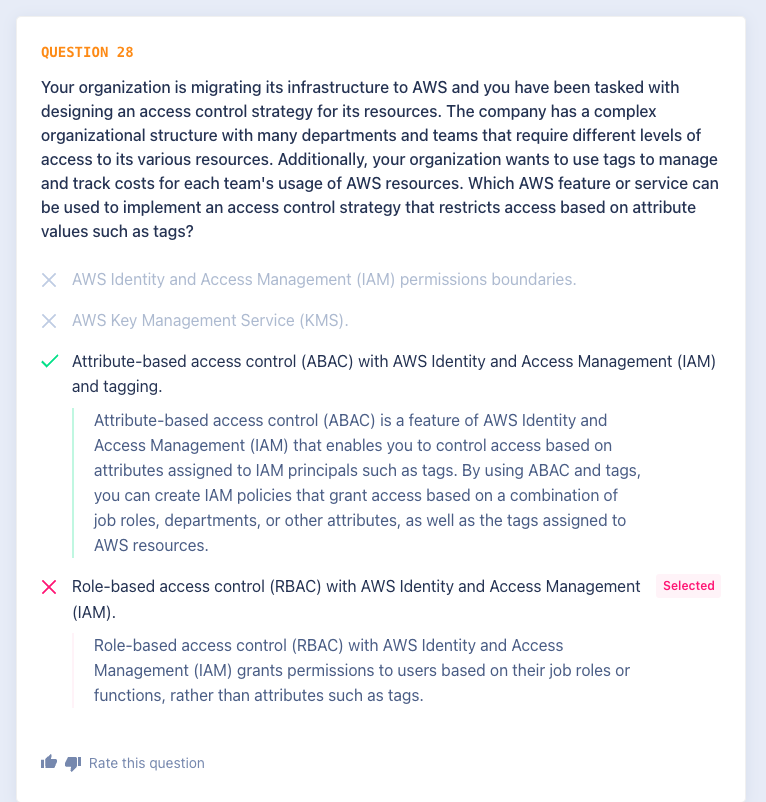 QUESTION 28
Your organization is migrating its infrastructure to AWS and you have been tasked with
designing an access control strategy for its resources. The company has a complex
organizational structure with many departments and teams that require different levels of
access to its various resources. Additionally, your organization wants to use tags to manage
and track costs for each team's usage of AWS resources. Which AWS feature or service can
be used to implement an access control strategy that restricts access based on attribute
values such as tags?
AWS Identity and Access Management (IAM) permissions boundaries.
AWS Key Management Service (KMS).
Attribute-based access control (ABAC) with AWS Identity and Access Management (IAM)
and tagging.
Attribute-based access control (ABAC) is a feature of AWS Identity and
Access Management (IAM) that enables you to control access based on
attributes assigned to IAM principals such as tags. By using ABAC and tags,
you can create IAM policies that grant access based on a combination of
job roles, departments, or other attributes, as well as the tags assigned to
AWS resources.
Role-based access control (RBAC) with AWS Identity and Access Management
Selected
(IAM).
Role-based access control (RBAC) with AWS Identity and Access
Management (IAM) grants permissions to users based on their job roles or
functions, rather than attributes such as tags.
Rate this question